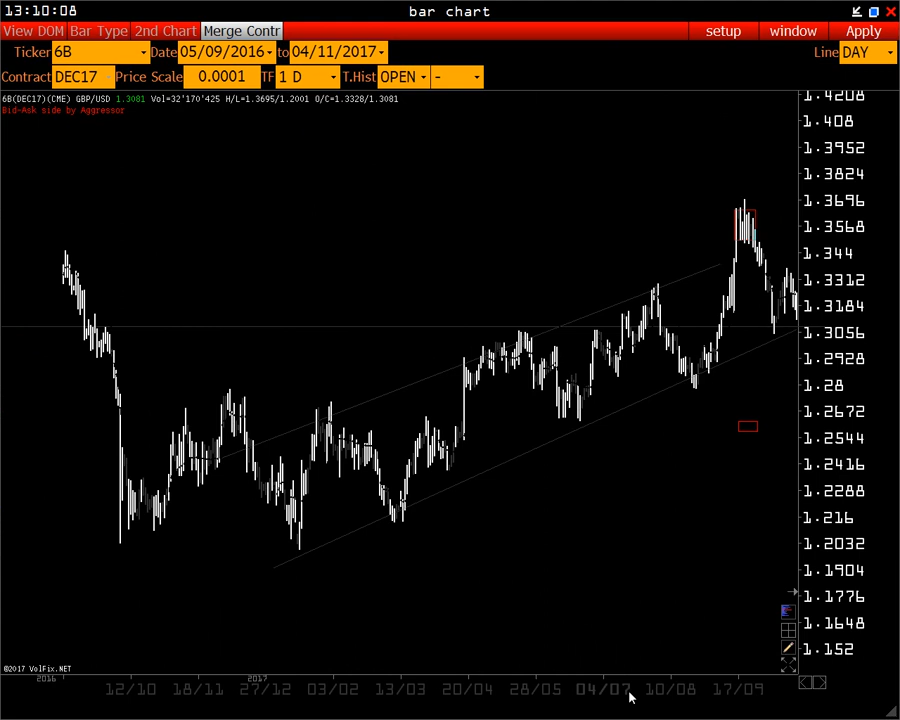 13:10:08 bar chart
View DOM Bar Type 2nd Chart Merge Contr setup window Apply
Ticker 6B Date 05/09/2016 to 04/11/2017 Line DAY
Contract DEC17 Price Scale 0.0001 TF 1 D T.Hist OPEN -
6B(DEC17)(CME) GBP/USD 1.3081 Vol=32'170'425 H/L=1.3695/1.2001 O/C=1.3328/1.3081
Bid-Ask side by Aggressor
1.4208
1.408
1.3952
1.3824
1.3696
1.3568
1.344
1.3312
1.3184
1.3056
1.2928
1.28
1.2672
1.2544
1.2416
1.2288
1.216
1.2032
1.1904
1.1776
1.1648
1.152
©2017 VolFix.NET
2016 2017
12/10 18/11 27/12 03/02 13/03 20/04 28/05 04/07 10/08 17/09